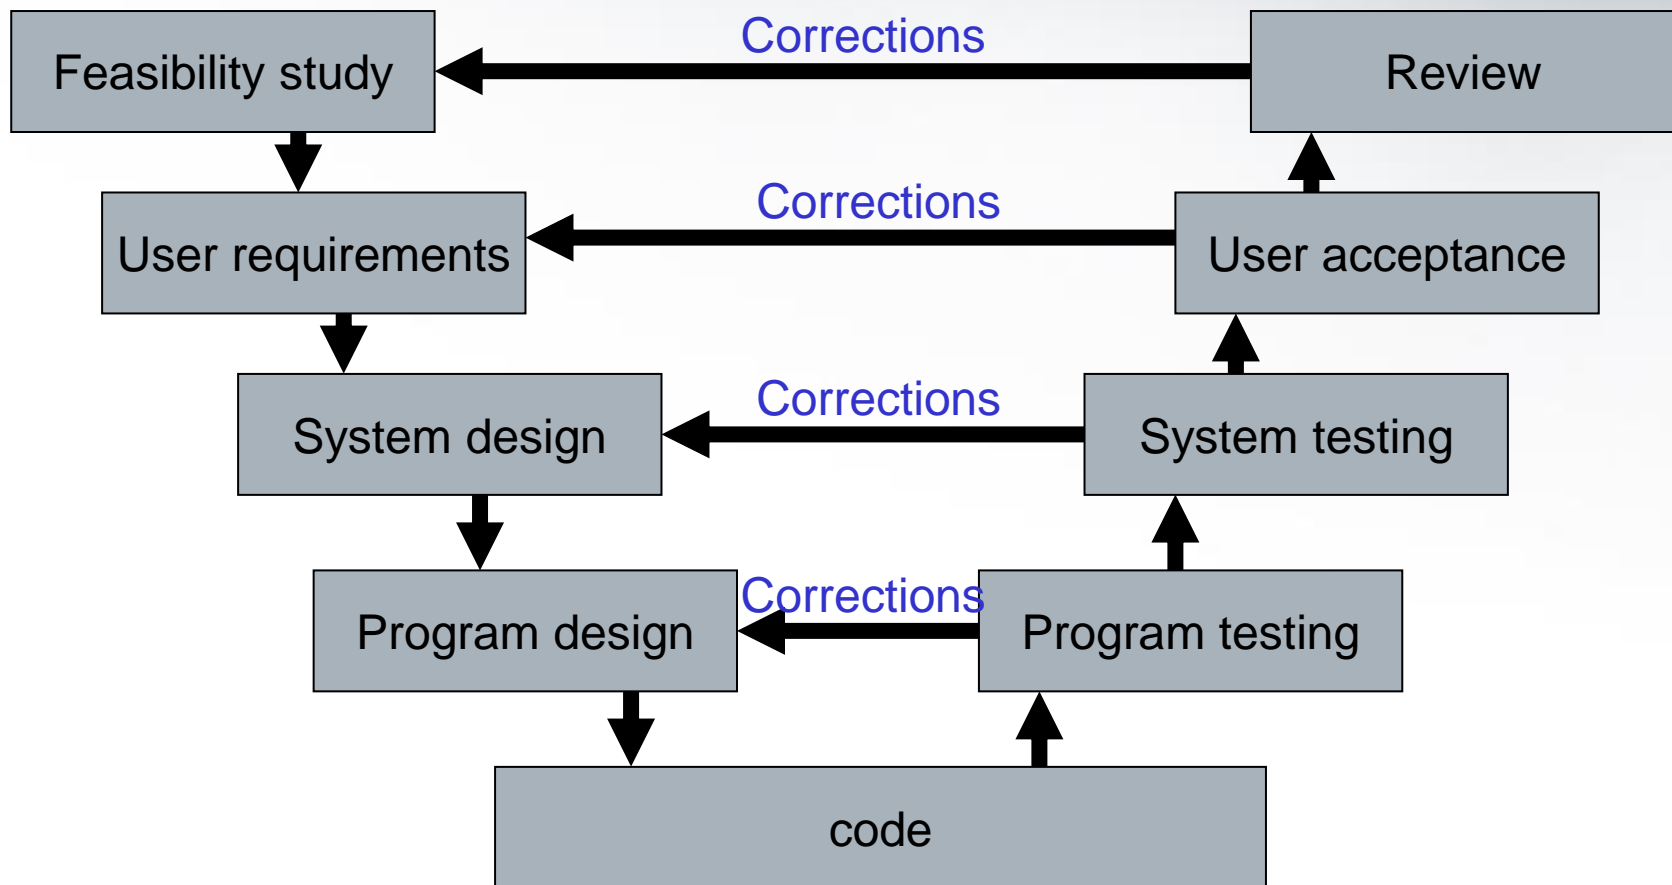 Feasibility study
Corrections
Review
User requirements
Corrections
User acceptance
System design
Corrections
System testing
Program design
Corrections
Program testing
code